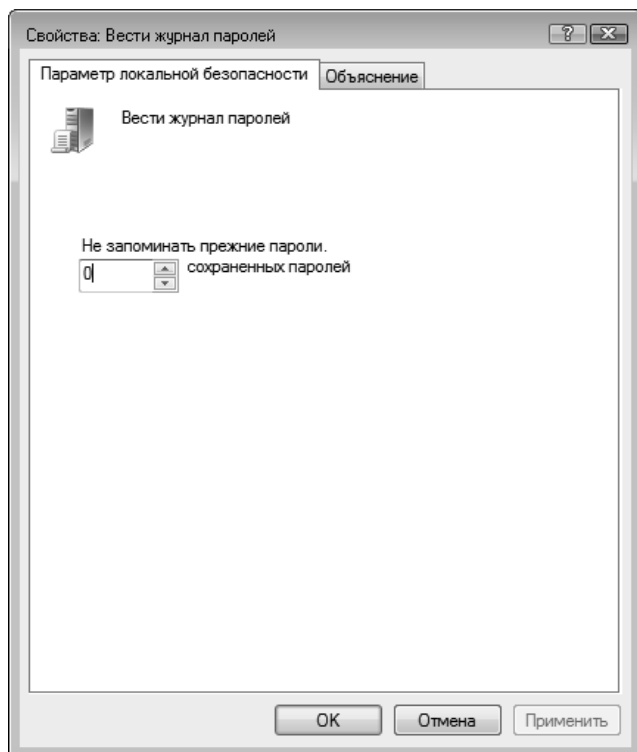 Свойства: Вести журнал паролей
Параметр локальной безопасности
Объяснение
Вести журнал паролей
Не запоминать прежние пароли.
0 сохраненных паролей
OK
Отмена
Применить